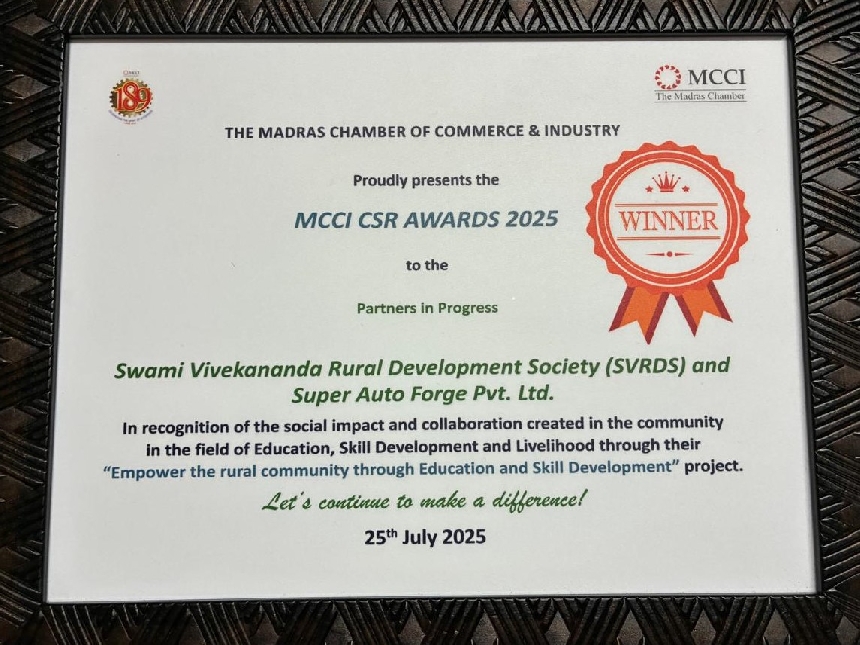 189
MCCI
The Madras Chamber
THE MADRAS CHAMBER OF COMMERCE & INDUSTRY
Proudly presents the
MCCI CSR AWARDS 2025
to the
WINNER
Partners in Progress
Swami Vivekananda Rural Development Society (SVRDS) and
Super Auto Forge Pvt. Ltd.
In recognition of the social impact and collaboration created in the community
in the field of Education, Skill Development and Livelihood through their
“Empower the rural community through Education and Skill Development” project.
Let's continue to make a difference!
25th July 2025